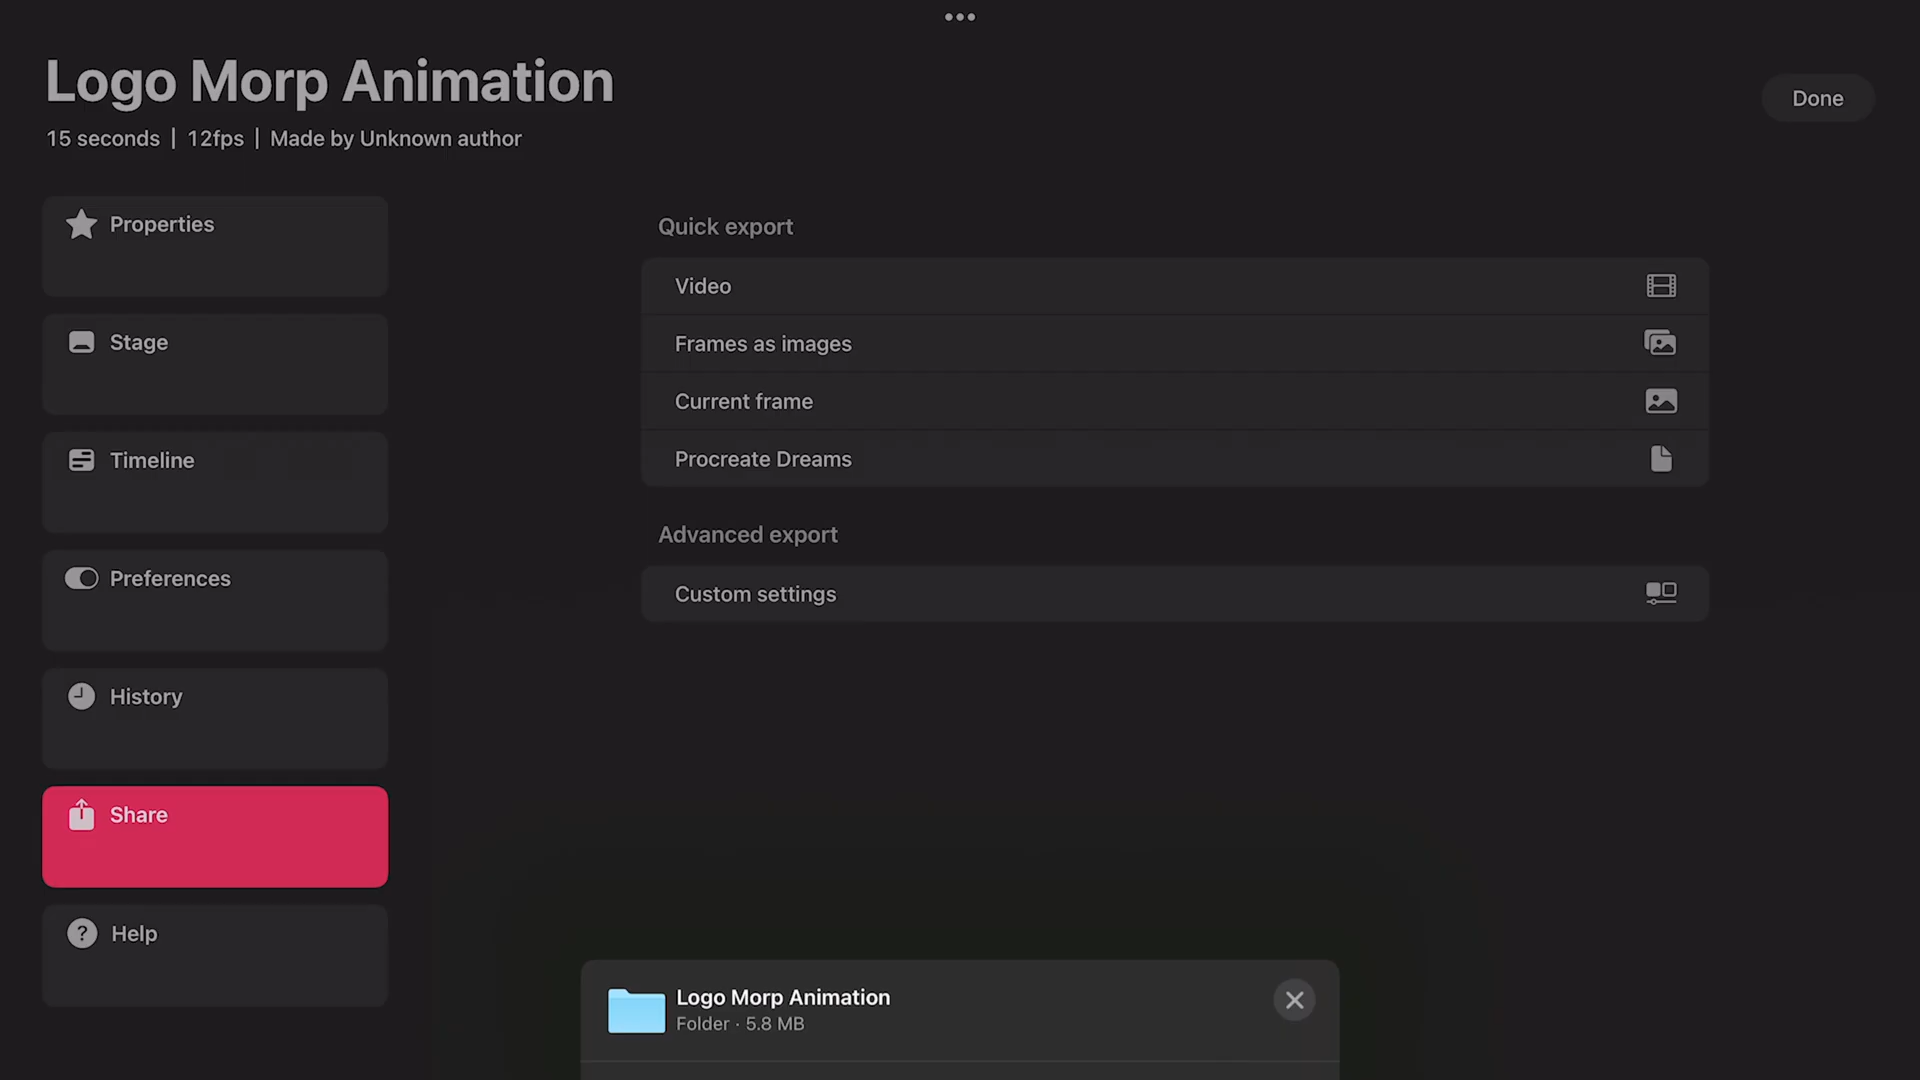 Logo Morp Animation
Done
15 seconds | 12fps | Made by Unknown author
Properties
Stage
Timeline
Preferences
History
Share
Help
Quick export
Video
Frames as images
Current frame
Procreate Dreams
Advanced export
Custom settings
Logo Morp Animation
Folder · 5.8 MB